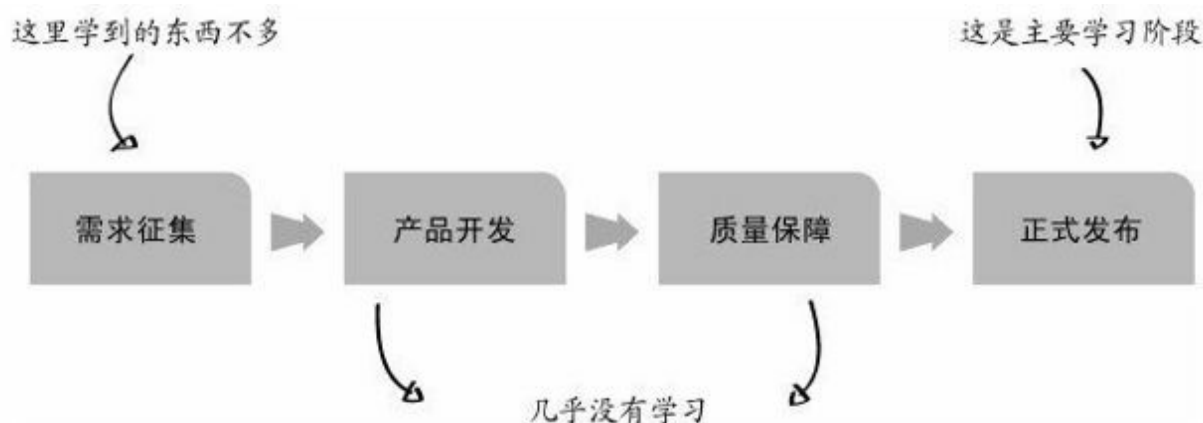 这里学到的东西不多
这是主要学习阶段
需求征集
产品开发
质量保障
正式发布
几乎没有学习